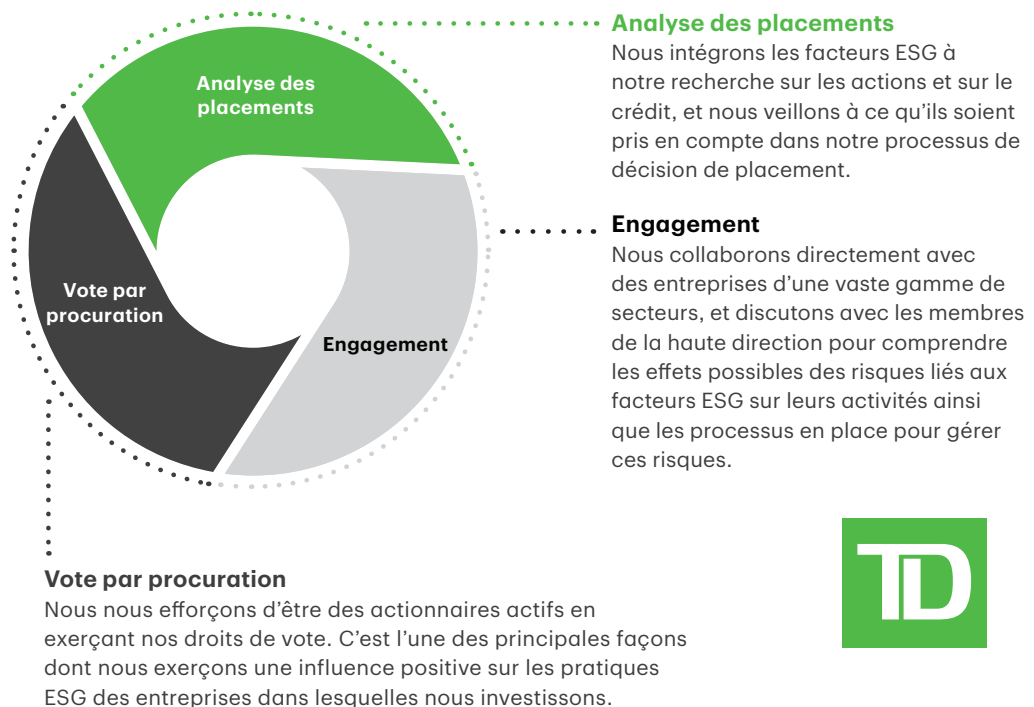 Analyse des
placements
Vote par
procuration
Engagement
Analyse des placements
Nous intégrons les facteurs ESG à
notre recherche sur les actions et sur le
crédit, et nous veillons à ce qu’ils soient
pris en compte dans notre processus de
décision de placement.
Engagement
Nous collaborons directement avec
des entreprises d’une vaste gamme de
secteurs, et discutons avec les membres
de la haute direction pour comprendre
les effets possibles des risques liés aux
facteurs ESG sur leurs activités ainsi
que les processus en place pour gérer
ces risques.
Vote par procuration
Nous nous efforçons d’être des actionnaires actifs en
exerçant nos droits de vote. C’est l’une des principales façons
dont nous exerçons une influence positive sur les pratiques
ESG des entreprises dans lesquelles nous investissons.
TD